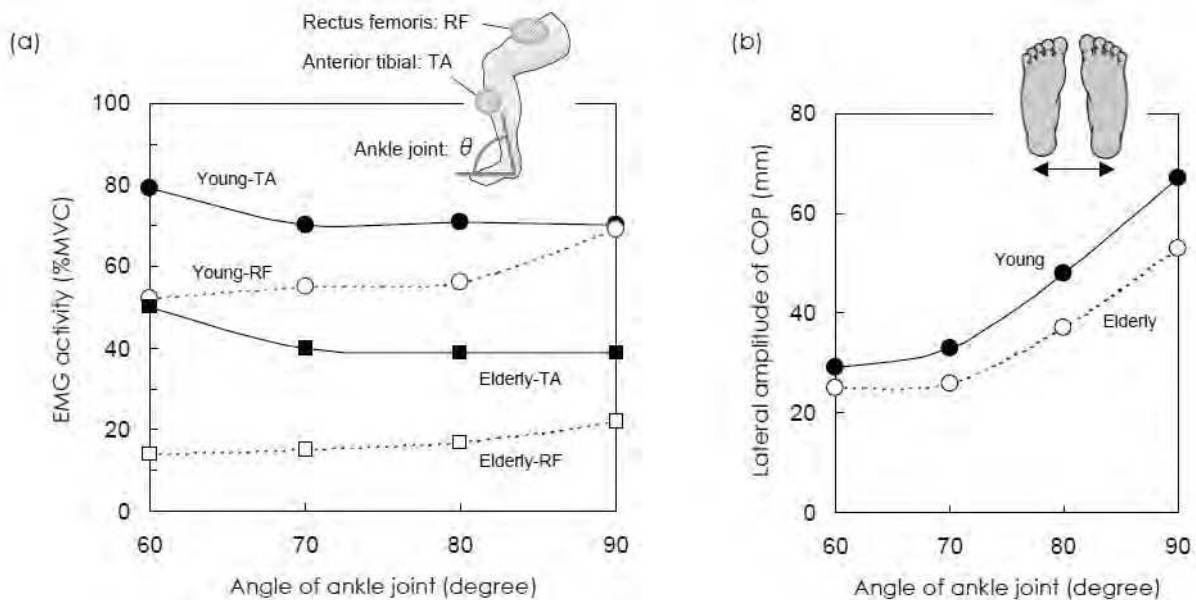 (a)
Rectus femoris: RF
Anterior tibial: TA
Ankle joint: θ
100
80
60
40
20
0
60 70 80 90
EMG activity (%MVC)
Angle of ankle joint (degree)
Young-TA
Young-RF
Elderly-TA
Elderly-RF
(b)
80
60
40
20
0
60 70 80 90
Lateral amplitude of COP (mm)
Angle of ankle joint (degree)
Young
Elderly